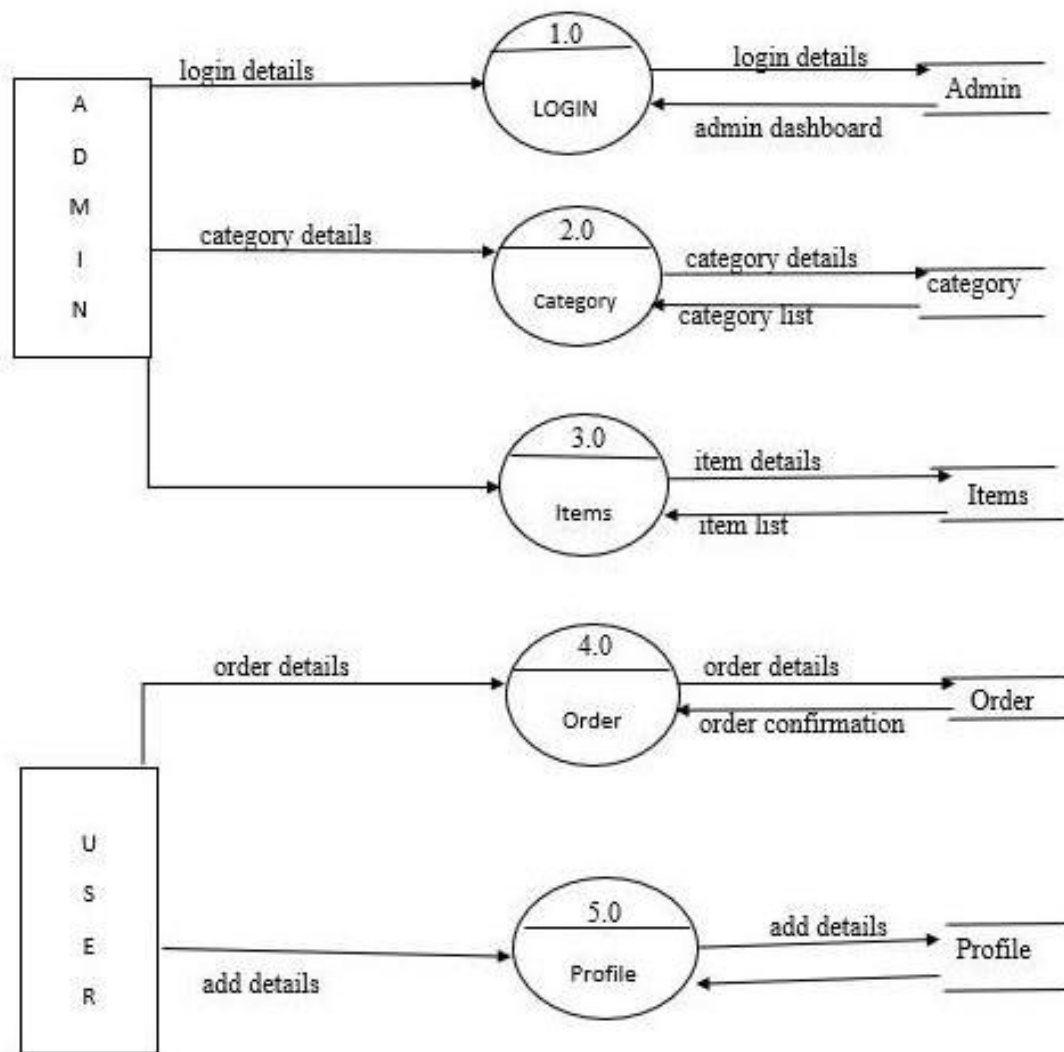 1.0
login details
login details
ADMIN
Admin
LOGIN
admin dashboard
2.0
category details
category details
category
Category
category list
3.0
item details
Items
Items
item list
4.0
order details
order details
Order
Order
order confirmation
USER
5.0
add details
Profile
Profile
add details